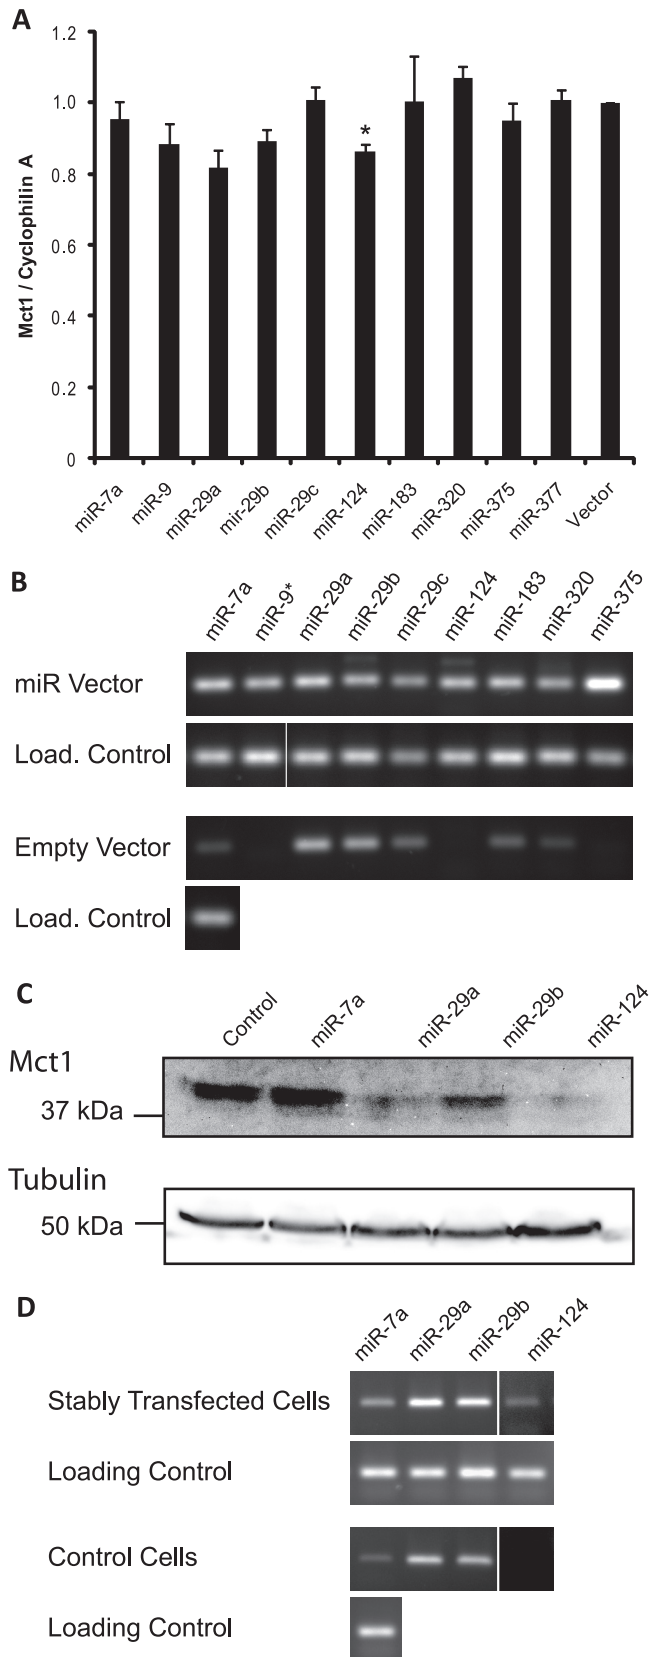 A
1.2
1.0
0.8
0.6
0.4
0.2
0
Mct1 / Cyclophilin A
*
miR-7a miR-9 miR-29a mir-29b miR-29c miR-124 miR-183 miR-320 miR-375 miR-377 Vector
B
miR-7a miR-9* miR-29a miR-29b miR-29c miR-124 miR-183 miR-320 miR-375
miR Vector
Load. Control
Empty Vector
Load. Control
C
Control miR-7a miR-29a miR-29b miR-124
Mct1
37 kDa
Tubulin
50 kDa
D
miR-7a miR-29a miR-29b miR-124
Stably Transfected Cells
Loading Control
Control Cells
Loading Control